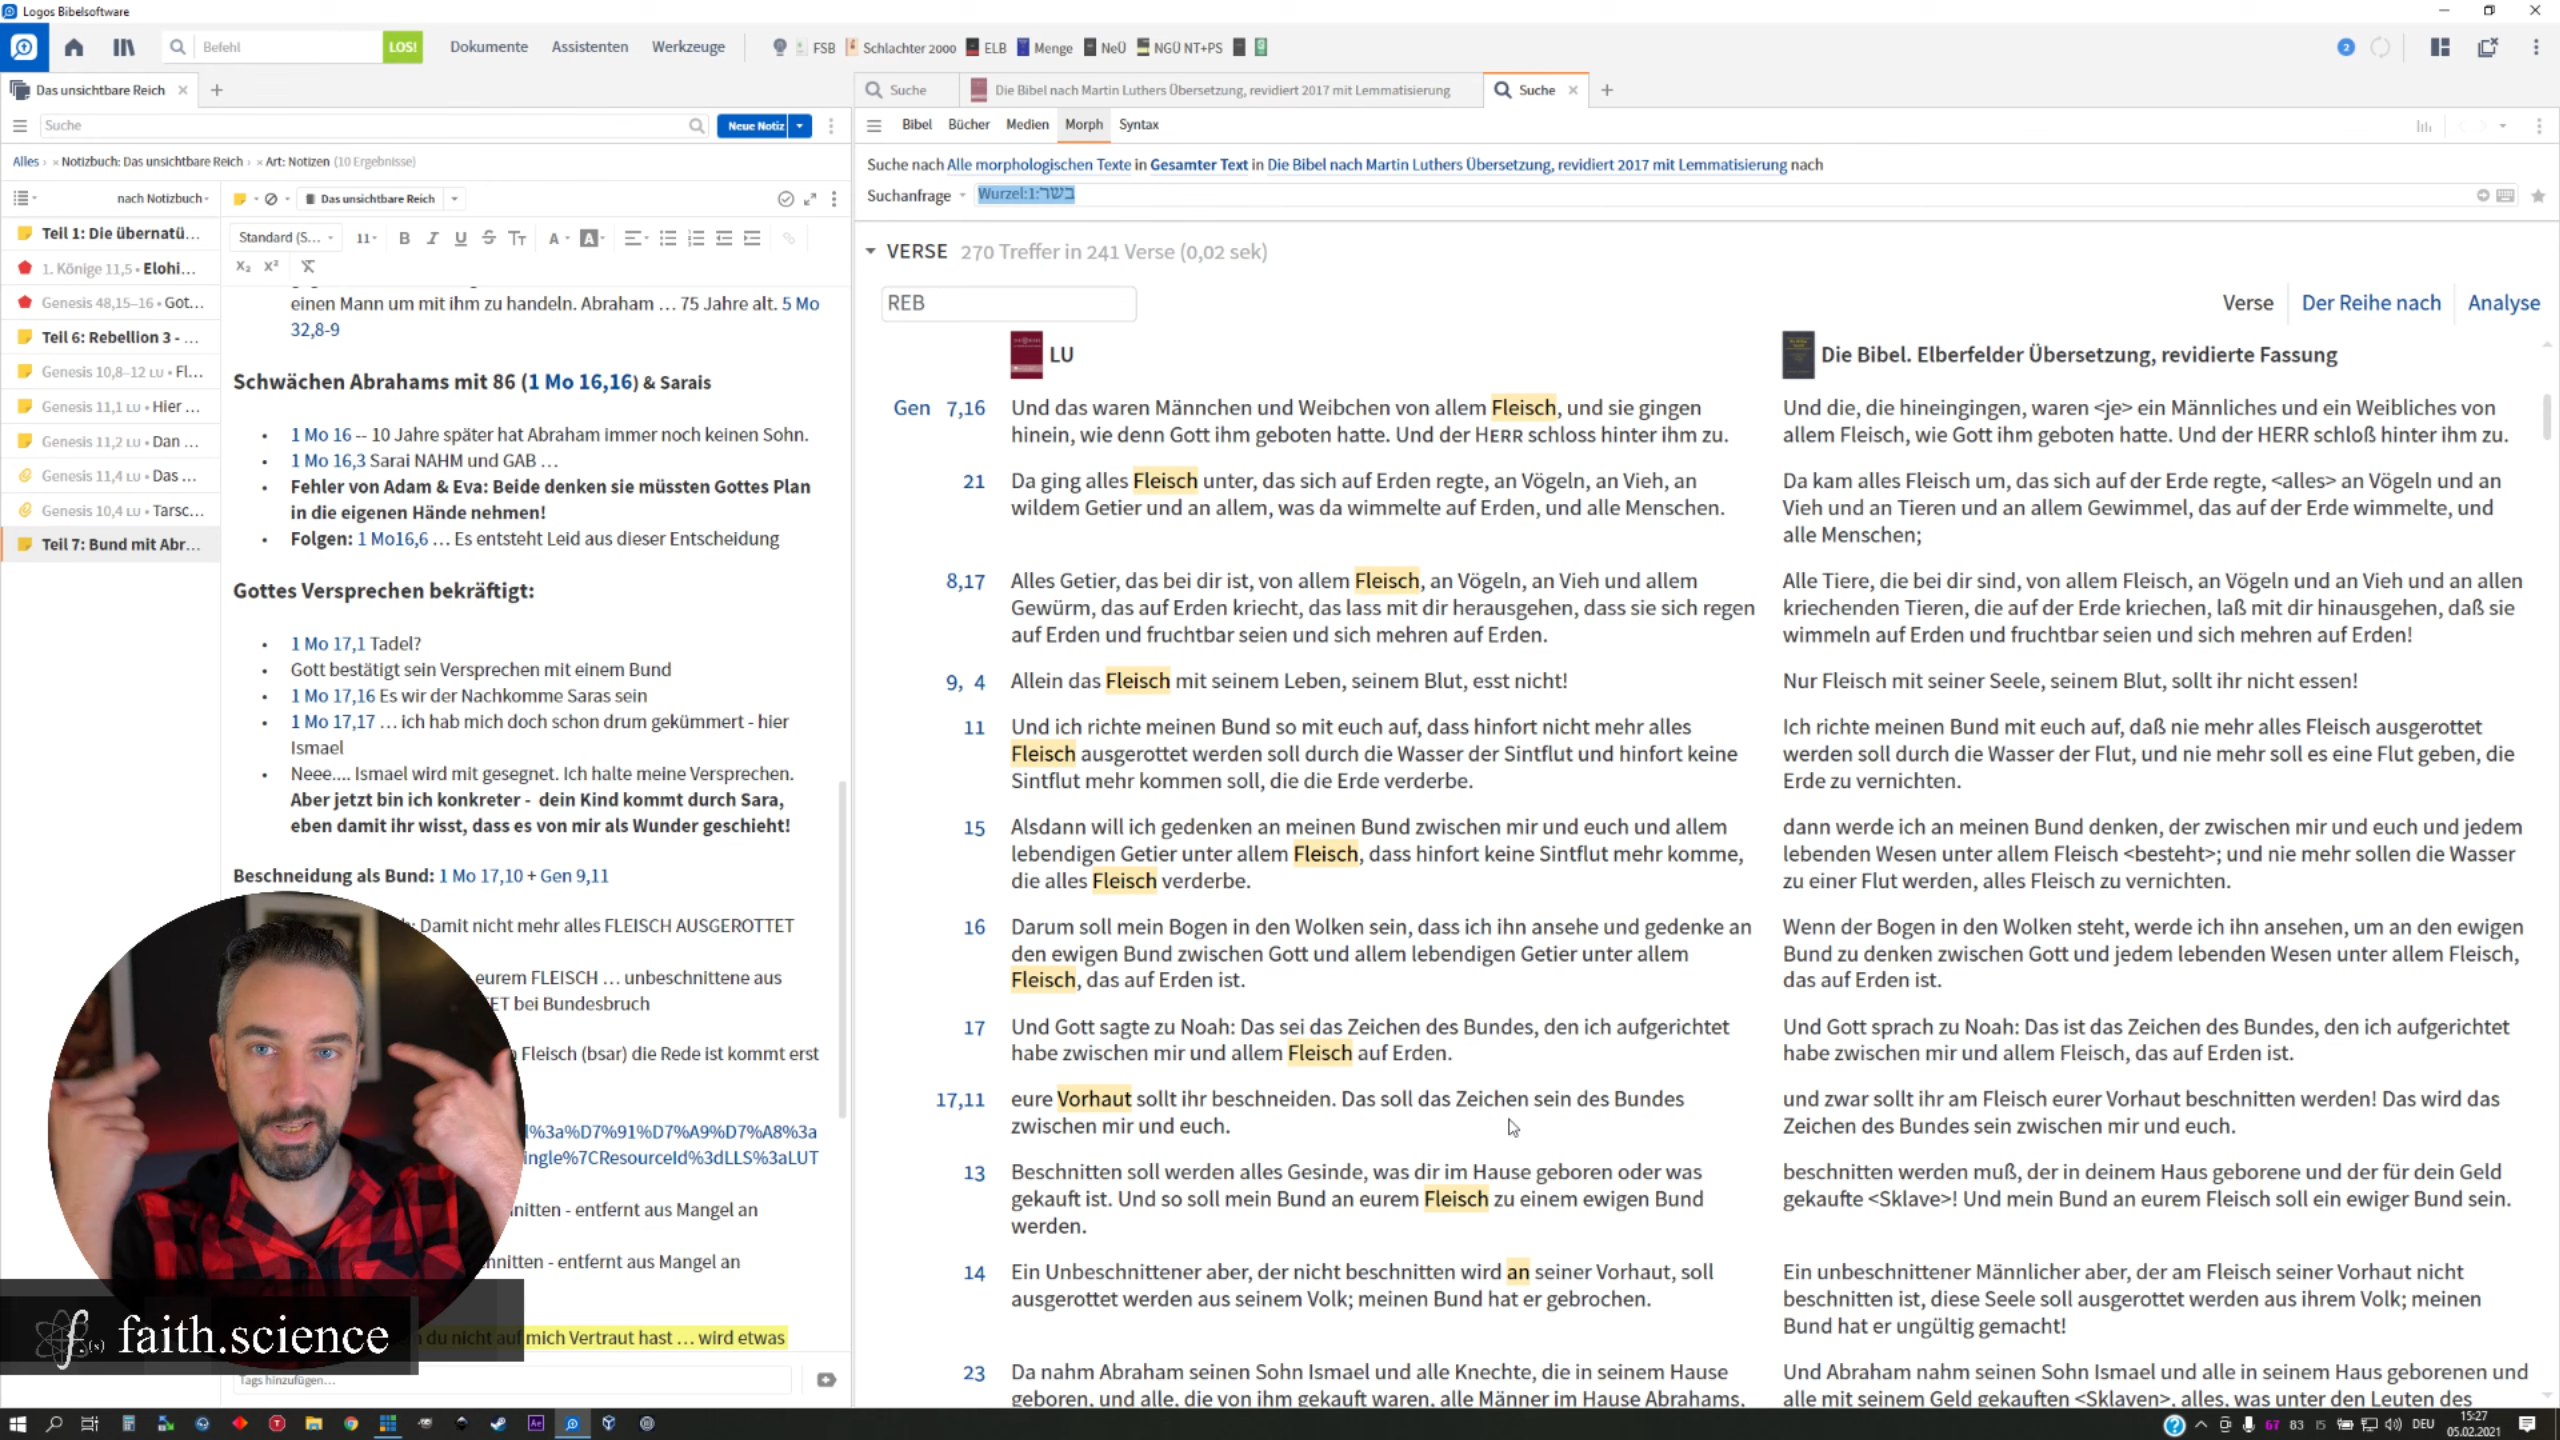 Logos Bibelsoftware
Befehl
LOS!
Dokumente
Assistenten
Werkzeuge
FSB
Schlachter 2000
ELB
Menge
NeÜ
NGÜ NT+PS
2
Das unsichtbare Reich
Suche
Die Bibel nach Martin Luthers Übersetzung, revidiert 2017 mit Lemmatisierung
Suche
Suche
Neue Notiz
Alles › × Notizbuch: Das unsichtbare Reich › × Art: Notizen (10 Ergebnisse)
nach Notizbuch
Das unsichtbare Reich
Standard (S...
11
Teil 1: Die übernatü...
1. Könige 11,5 • Elohi...
Genesis 48,15–16 • Got...
Teil 6: Rebellion 3 - ...
Genesis 10,8–12 LU • Fl...
Genesis 11,1 LU • Hier ...
Genesis 11,2 LU • Dan ...
Genesis 11,4 LU • Das ...
Genesis 10,4 LU • Tarsc...
Teil 7: Bund mit Abr...
einen Mann um mit ihm zu handeln. Abraham … 75 Jahre alt. 5 Mo
32,8-9
Schwächen Abrahams mit 86 (1 Mo 16,16) & Sarais
• 1 Mo 16 -- 10 Jahre später hat Abraham immer noch keinen Sohn.
• 1 Mo 16,3 Sarai NAHM und GAB …
• Fehler von Adam & Eva: Beide denken sie müssten Gottes Plan
in die eigenen Hände nehmen!
• Folgen: 1 Mo16,6 … Es entsteht Leid aus dieser Entscheidung
Gottes Versprechen bekräftigt:
• 1 Mo 17,1 Tadel?
• Gott bestätigt sein Versprechen mit einem Bund
• 1 Mo 17,16 Es wir der Nachkomme Saras sein
• 1 Mo 17,17 … ich hab mich doch schon drum gekümmert - hier
Ismael
• Neee.... Ismael wird mit gesegnet. Ich halte meine Versprechen.
Aber jetzt bin ich konkreter - dein Kind kommt durch Sara,
eben damit ihr wisst, dass es von mir als Wunder geschieht!
Beschneidung als Bund: 1 Mo 17,10 + Gen 9,11
: Damit nicht mehr alles FLEISCH AUSGEROTTET
eurem FLEISCH … unbeschnittene aus
ET bei Bundesbruch
Fleisch (bsar) die Rede ist kommt erst
l%3a%D7%91%D7%A9%D7%A8%3a
ingle%7CResourceId%3dLLS%3aLUT
nitten - entfernt aus Mangel an
nnitten - entfernt aus Mangel an
du nicht auf mich Vertraut hast … wird etwas
Tags hinzufügen...
faith.science
Bibel
Bücher
Medien
Morph
Syntax
Suche nach Alle morphologischen Texte in Gesamter Text in Die Bibel nach Martin Luthers Übersetzung, revidiert 2017 mit Lemmatisierung nach
Suchanfrage
Wurzel:בשר:1
VERSE 270 Treffer in 241 Verse (0,02 sek)
REB
Verse
Der Reihe nach
Analyse
LU
Gen 7,16 Und das waren Männchen und Weibchen von allem Fleisch, und sie gingen
hinein, wie denn Gott ihm geboten hatte. Und der HERR schloss hinter ihm zu.
21 Da ging alles Fleisch unter, das sich auf Erden regte, an Vögeln, an Vieh, an
wildem Getier und an allem, was da wimmelte auf Erden, und alle Menschen.
8,17 Alles Getier, das bei dir ist, von allem Fleisch, an Vögeln, an Vieh und allem
Gewürm, das auf Erden kriecht, das lass mit dir herausgehen, dass sie sich regen
auf Erden und fruchtbar seien und sich mehren auf Erden.
9, 4 Allein das Fleisch mit seinem Leben, seinem Blut, esst nicht!
11 Und ich richte meinen Bund so mit euch auf, dass hinfort nicht mehr alles
Fleisch ausgerottet werden soll durch die Wasser der Sintflut und hinfort keine
Sintflut mehr kommen soll, die die Erde verderbe.
15 Alsdann will ich gedenken an meinen Bund zwischen mir und euch und allem
lebendigen Getier unter allem Fleisch, dass hinfort keine Sintflut mehr komme,
die alles Fleisch verderbe.
16 Darum soll mein Bogen in den Wolken sein, dass ich ihn ansehe und gedenke an
den ewigen Bund zwischen Gott und allem lebendigen Getier unter allem
Fleisch, das auf Erden ist.
17 Und Gott sagte zu Noah: Das sei das Zeichen des Bundes, den ich aufgerichtet
habe zwischen mir und allem Fleisch auf Erden.
17,11 eure Vorhaut sollt ihr beschneiden. Das soll das Zeichen sein des Bundes
zwischen mir und euch.
13 Beschnitten soll werden alles Gesinde, was dir im Hause geboren oder was
gekauft ist. Und so soll mein Bund an eurem Fleisch zu einem ewigen Bund
werden.
14 Ein Unbeschnittener aber, der nicht beschnitten wird an seiner Vorhaut, soll
ausgerottet werden aus seinem Volk; meinen Bund hat er gebrochen.
23 Da nahm Abraham seinen Sohn Ismael und alle Knechte, die in seinem Hause
geboren, und alle, die von ihm gekauft waren, alle Männer im Hause Abrahams,
Die Bibel. Elberfelder Übersetzung, revidierte Fassung
Und die, die hineingingen, waren <je> ein Männliches und ein Weibliches von
allem Fleisch, wie Gott ihm geboten hatte. Und der HERR schloß hinter ihm zu.
Da kam alles Fleisch um, das sich auf der Erde regte, <alles> an Vögeln und an
Vieh und an Tieren und an allem Gewimmel, das auf der Erde wimmelte, und
alle Menschen;
Alle Tiere, die bei dir sind, von allem Fleisch, an Vögeln und an Vieh und an allen
kriechenden Tieren, die auf der Erde kriechen, laß mit dir hinausgehen, daß sie
wimmeln auf Erden und fruchtbar seien und sich mehren auf Erden!
Nur Fleisch mit seiner Seele, seinem Blut, sollt ihr nicht essen!
Ich richte meinen Bund mit euch auf, daß nie mehr alles Fleisch ausgerottet
werden soll durch die Wasser der Flut, und nie mehr soll es eine Flut geben, die
Erde zu vernichten.
dann werde ich an meinen Bund denken, der zwischen mir und euch und jedem
lebenden Wesen unter allem Fleisch <besteht>; und nie mehr sollen die Wasser
zu einer Flut werden, alles Fleisch zu vernichten.
Wenn der Bogen in den Wolken steht, werde ich ihn ansehen, um an den ewigen
Bund zu denken zwischen Gott und jedem lebenden Wesen unter allem Fleisch,
das auf Erden ist.
Und Gott sprach zu Noah: Das ist das Zeichen des Bundes, den ich aufgerichtet
habe zwischen mir und allem Fleisch, das auf Erden ist.
und zwar sollt ihr am Fleisch eurer Vorhaut beschnitten werden! Das wird das
Zeichen des Bundes sein zwischen mir und euch.
beschnitten werden muß, der in deinem Haus geborene und der für dein Geld
gekaufte <Sklave>! Und mein Bund an eurem Fleisch soll ein ewiger Bund sein.
Ein unbeschnittener Männlicher aber, der am Fleisch seiner Vorhaut nicht
beschnitten ist, diese Seele soll ausgerottet werden aus ihrem Volk; meinen
Bund hat er ungültig gemacht!
Und Abraham nahm seinen Sohn Ismael und alle in seinem Haus geborenen und
alle mit seinem Geld gekauften <Sklaven>, alles, was unter den Leuten des
67 83 15
DEU
15:27
05.02.2021